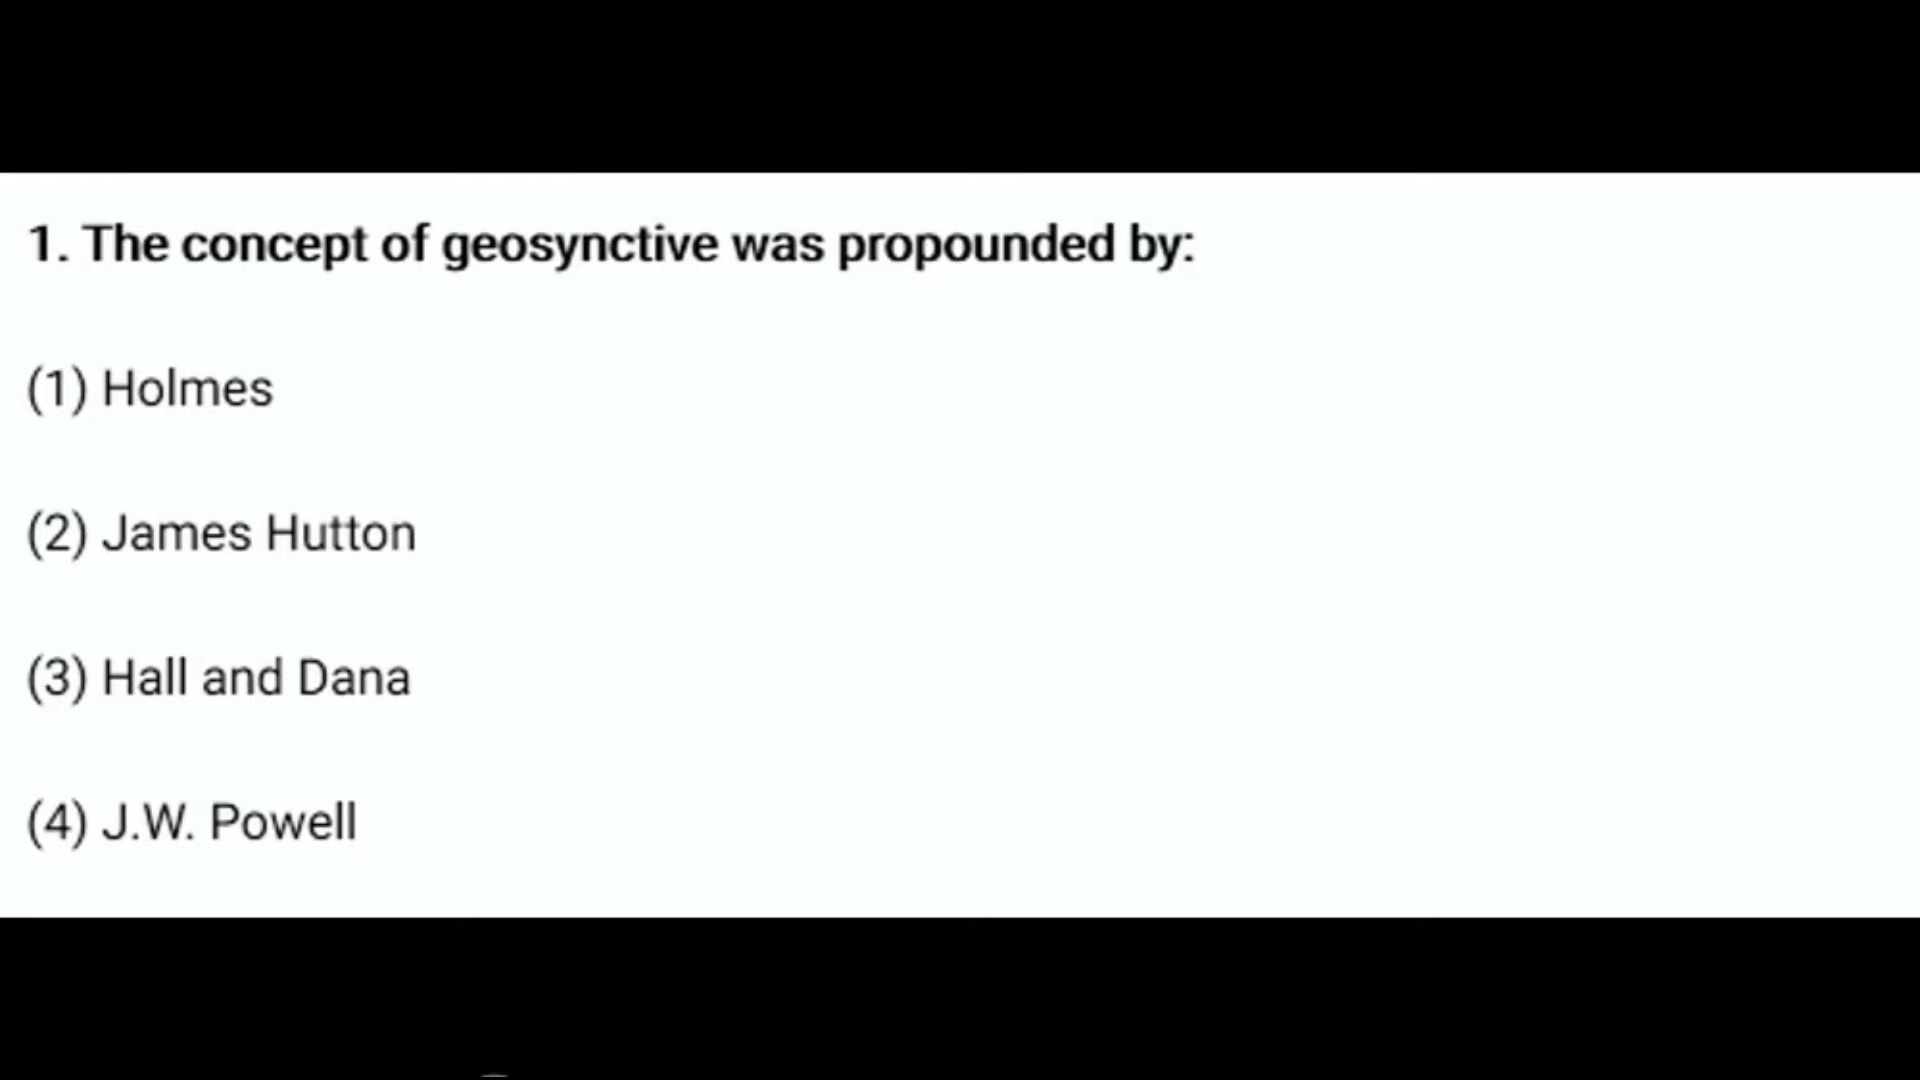 1. The concept of geosynctive was propounded by:
(1) Holmes
(2) James Hutton
(3) Hall and Dana
(4) J.W. Powell